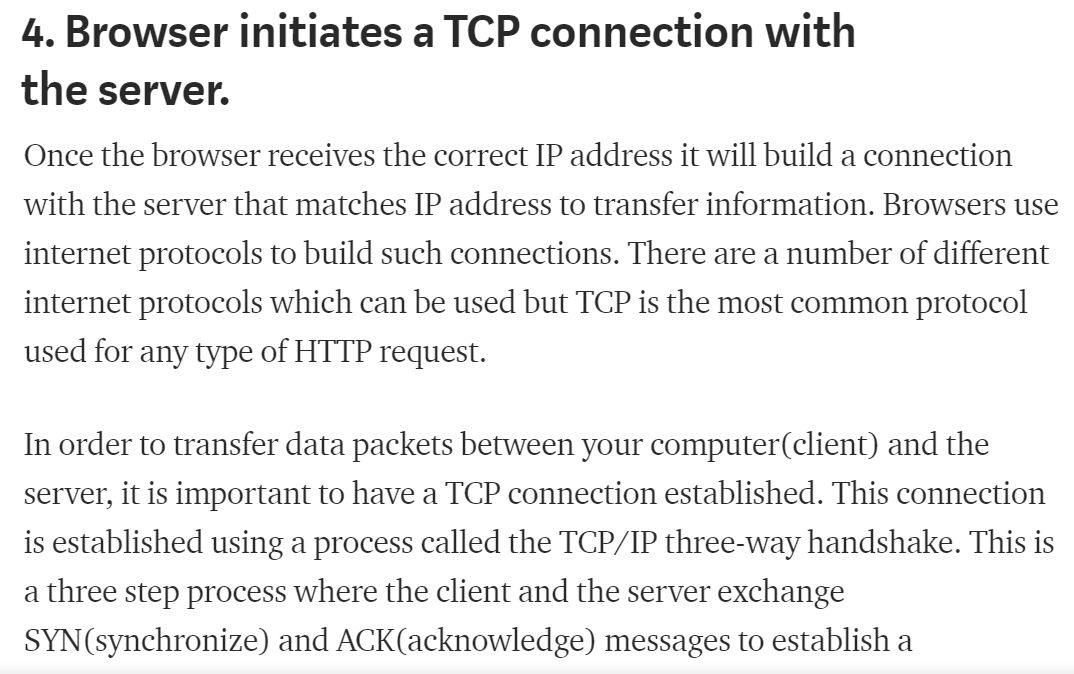 4. Browser initiates a TCP connection with
the server.
Once the browser receives the correct IP address it will build a connection
with the server that matches IP address to transfer information. Browsers use
internet protocols to build such connections. There are a number of different
internet protocols which can be used but TCP is the most common protocol
used for any type of HTTP request.
In order to transfer data packets between your computer(client) and the
server, it is important to have a TCP connection established. This connection
is established using a process called the TCP/IP three-way handshake. This is
a three step process where the client and the server exchange
SYN(synchronize) and ACK(acknowledge) messages to establish a